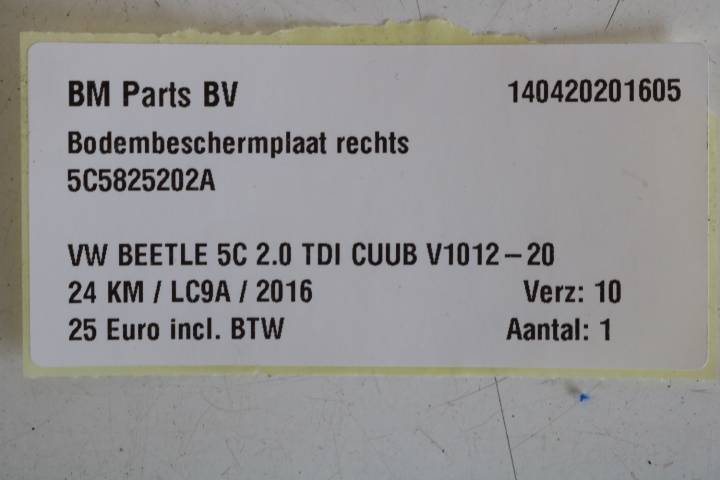 BM Parts BV 140420201605
Bodembeschermplaat rechts
5C5825202A
VW BEETLE 5C 2.0 TDI CUUB V1012-20
24 KM / LC9A / 2016 Verz: 10
25 Euro incl. BTW Aantal: 1